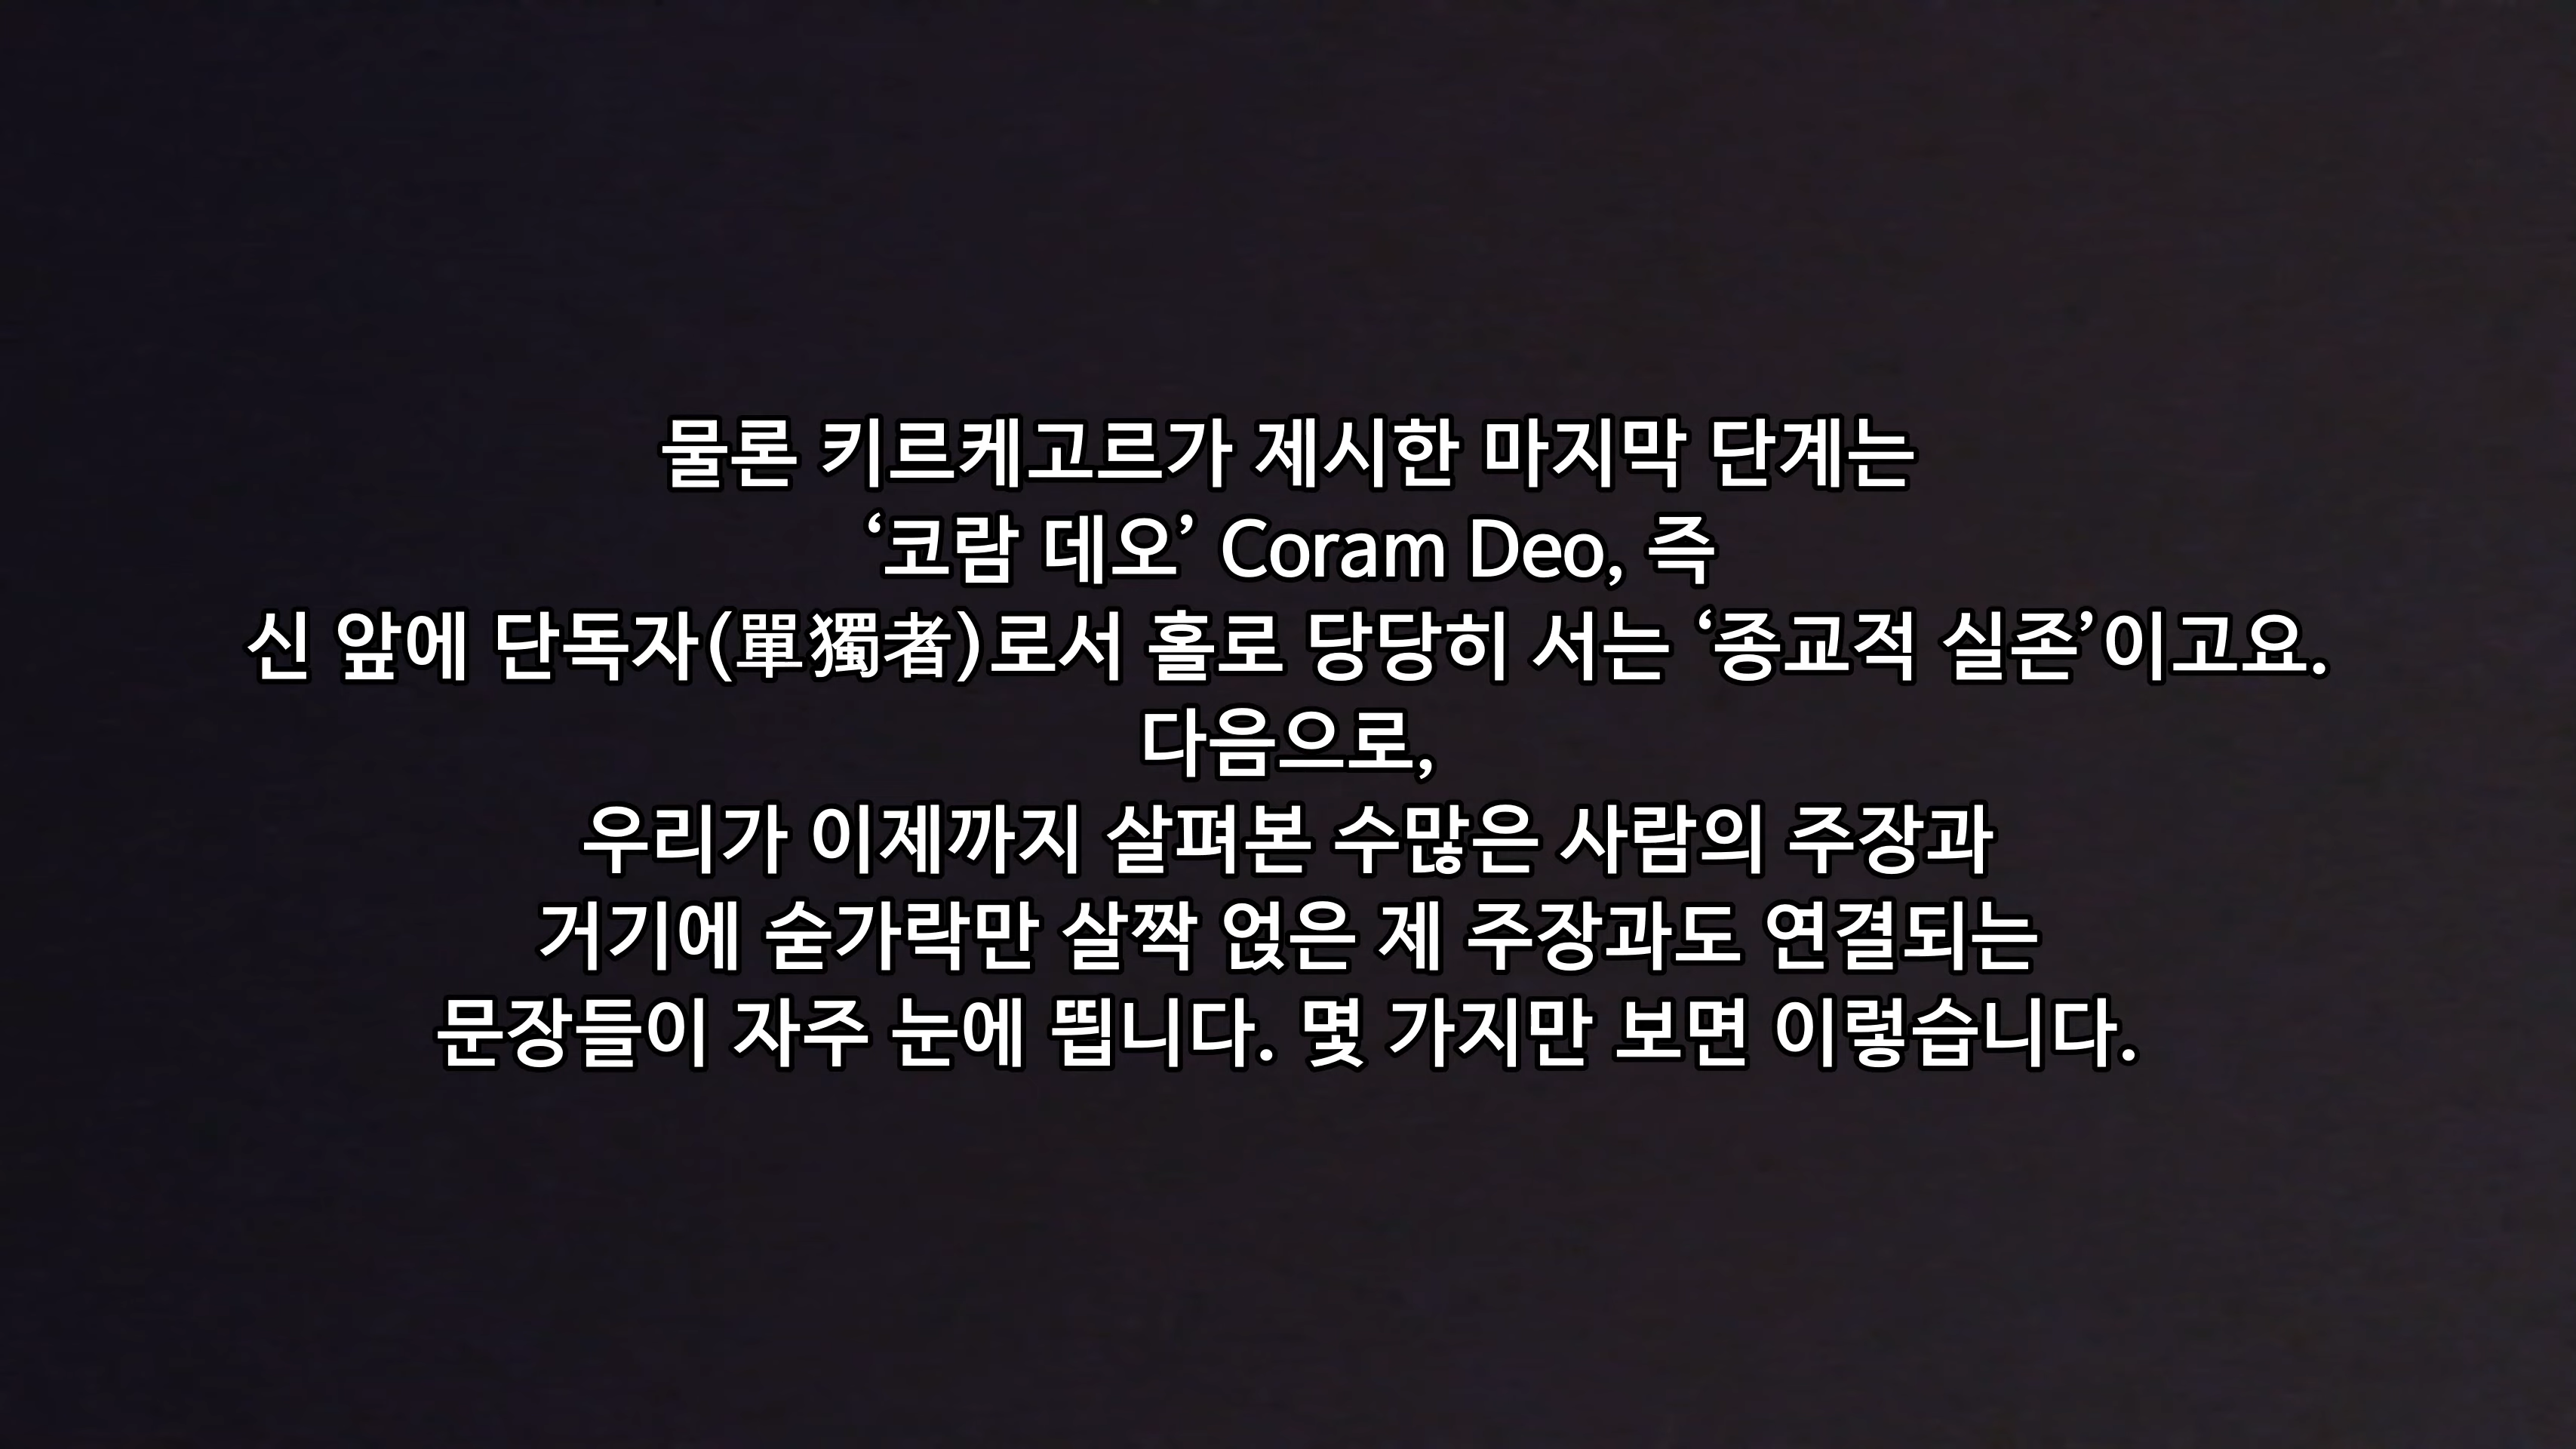 물론 키르케고르가 제시한 마지막 단계는
‘코람 데오’ Coram Deo, 즉
신 앞에 단독자(單獨者)로서 홀로 당당히 서는 ‘종교적 실존’이고요.
다음으로,
우리가 이제까지 살펴본 수많은 사람의 주장과
거기에 숟가락만 살짝 얹은 제 주장과도 연결되는
문장들이 자주 눈에 띕니다. 몇 가지만 보면 이렇습니다.